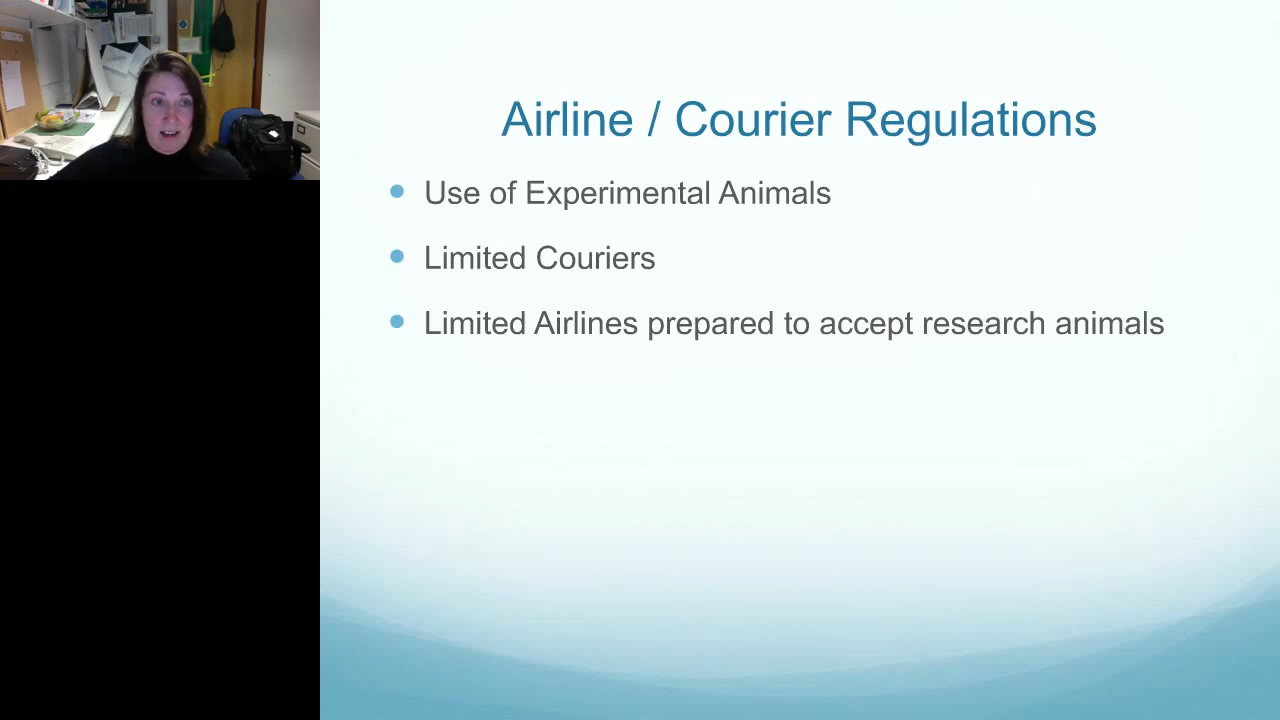 Airline / Courier Regulations
Use of Experimental Animals
Limited Couriers
Limited Airlines prepared to accept research animals